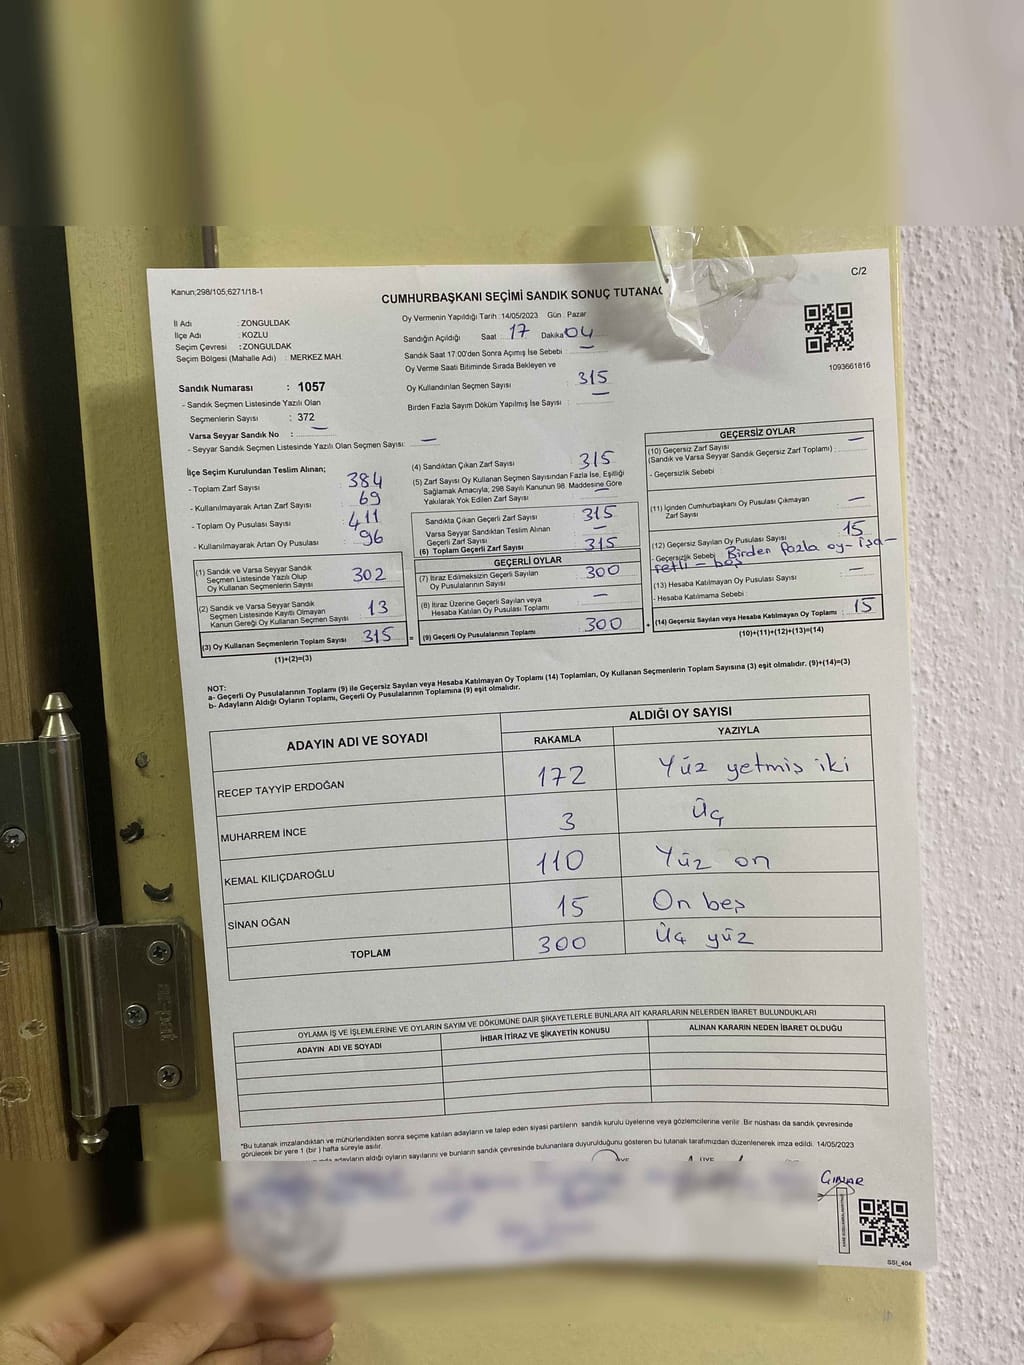 Kanun;298/105;6271/18-1
C/2
CUMHURBAŞKANI SEÇİMİ SANDIK SONUÇ
İl Adı : ZONGULDAK
İlçe Adı : KOZLU
Seçim Çevresi : ZONGULDAK
Seçim Bölgesi (Mahalle Adı) : MERKEZ MAH.
Sandık Numarası : 1057
- Sandık Seçmen Listesinde Yazılı Olan
Seçmenlerin Sayısı : 372
Varsa Seyyar Sandık No : —
- Seyyar Sandık Seçmen Listesinde Yazılı Olan Seçmen Sayısı: —
Oy Vermenin Yapıldığı Tarih : 14/05/2023 Gün : Pazar
Sandığın Açıldığı Saat 17 Dakika 04
Sandık Saat 17:00'den Sonra Açımış İse Sebebi : —
Oy Verme Saati Bitiminde Sırada Bekleyen ve
Oy Kullandırılan Seçmen Sayısı : 315
Birden Fazla Sayım Döküm Yapılmış İse Sayısı : —
1093661816
İlçe Seçim Kurulundan Teslim Alınan;
- Toplam Zarf Sayısı : 384
- Kullanılmayarak Artan Zarf Sayısı : 69
- Toplam Oy Pusulası Sayısı : 411
- Kullanılmayarak Artan Oy Pusulası : 96
(1) Sandık ve Varsa Seyyar Sandık
Seçmen Listesinde Yazılı Olup
Oy Kullanan Seçmenlerin Sayısı : 302
(2) Sandık ve Varsa Seyyar Sandık
Seçmen Listesinde Kayıtlı Olmayan
Kanun Gereği Oy Kullanan Seçmen Sayısı : 13
(3) Oy Kullanan Seçmenlerin Toplam Sayısı : 315
(1)+(2)=(3)
(4) Sandıktan Çıkan Zarf Sayısı : 315
(5) Zarf Sayısı Oy Kullanan Seçmen Sayısından Fazla İse, Eşitliği
Sağlamak Amacıyla, 298 Sayılı Kanunun 98. Maddesine Göre
Yakılarak Yok Edilen Zarf Sayısı : —
Sandıkta Çıkan Geçerli Zarf Sayısı : 315
Varsa Seyyar Sandıktan Teslim Alınan
Geçerli Zarf Sayısı : —
(6) Toplam Geçerli Zarf Sayısı : 315
GEÇERLİ OYLAR
(7) İtiraz Edilmeksizin Geçerli Sayılan
Oy Pusulalarının Sayısı : 300
(8) İtiraz Üzerine Geçerli Sayılan veya
Hesaba Katılan Oy Pusulası Toplamı : —
= (9) Geçerli Oy Pusulalarının Toplamı : 300
GEÇERSİZ OYLAR
(10) Geçersiz Zarf Sayısı
(Sandık ve Varsa Seyyar Sandık Geçersiz Zarf Toplamı) : —
- Geçersizlik Sebebi :
(11) İçinden Cumhurbaşkanı Oy Pusulası Çıkmayan
Zarf Sayısı : —
(12) Geçersiz Sayılan Oy Pusulası Sayısı : 15
- Geçersizlik Sebebi : Birden fazla oy - işa-
retli - boş
(13) Hesaba Katılmayan Oy Pusulası Sayısı : —
- Hesaba Katılmama Sebebi :
+ (14) Geçersiz Sayılan veya Hesaba Katılmayan Oy Toplamı : 15
(10)+(11)+(12)+(13)=(14)
NOT:
a- Geçerli Oy Pusulalarının Toplamı (9) ile Geçersiz Sayılan veya Hesaba Katılmayan Oy Toplamı (14) Toplamları, Oy Kullanan Seçmenlerin Toplam Sayısına (3) eşit olmalıdır. (9)+(14)=(3)
b- Adayların Aldığı Oyların Toplamı, Geçerli Oy Pusulalarının Toplamına (9) eşit olmalıdır.
ADAYIN ADI VE SOYADI
ALDIĞI OY SAYISI
RAKAMLA YAZIYLA
RECEP TAYYİP ERDOĞAN 172 Yüz yetmiş iki
MUHARREM İNCE 3 Üç
KEMAL KILIÇDAROĞLU 110 Yüz on
SİNAN OĞAN 15 On beş
TOPLAM 300 Üç yüz
OYLAMA İŞ VE İŞLEMLERİNE VE OYLARIN SAYIM VE DÖKÜMÜNE DAİR ŞİKAYETLERLE BUNLARA AİT KARARLARIN NELERDEN İBARET BULUNDUKLARI
ADAYIN ADI VE SOYADI İHBAR İTİRAZ VE ŞİKAYETİN KONUSU ALINAN KARARIN NEDEN İBARET OLDUĞU
"Bu tutanak imzalandıktan ve mühürlendikten sonra seçime katılan adayların ve talep eden siyasi partilerin sandık kurulu üyelerine veya gözlemcilerine verilir. Bir nüshası da sandık çevresinde
görülecek bir yere 1 (bir) hafta süreyle asılır.
adayların aldığı oyların sayılarını ve bunların sandık çevresinde bulunanlara duyurulduğunu gösteren bu tutanak tarafımızdan düzenlenerek imza edildi. 14/05/2023
SSI_404